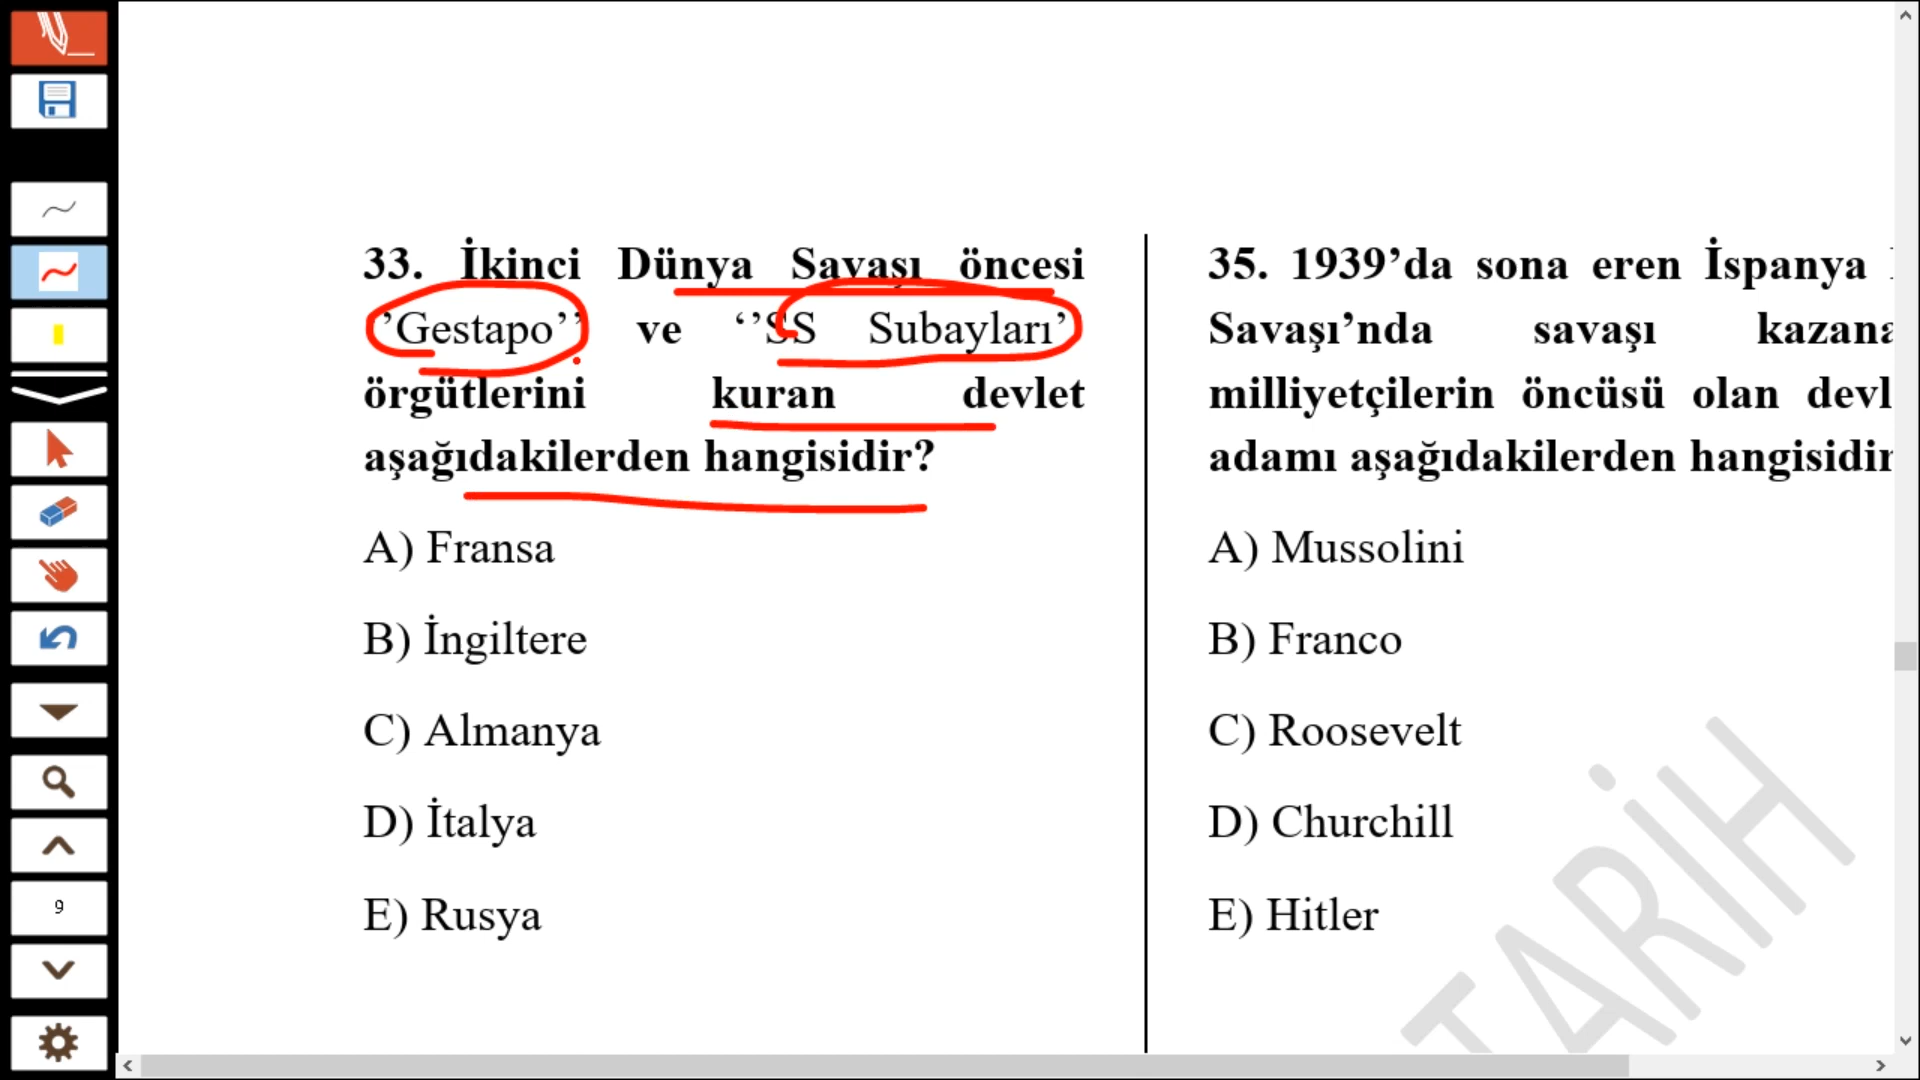 33. İkinci Dünya Savaşı öncesi
‘’Gestapo’’ ve ‘’SS Subayları’’
örgütlerini kuran devlet
aşağıdakilerden hangisidir?
A) Fransa
B) İngiltere
C) Almanya
D) İtalya
E) Rusya
35. 1939’da sona eren İspanya
Savaşı’nda savaşı
milliyetçilerin öncüsü olan
adamı aşağıdakilerden
A) Mussolini
B) Franco
C) Roosevelt
D) Churchill
E) Hitler
TARİH
9